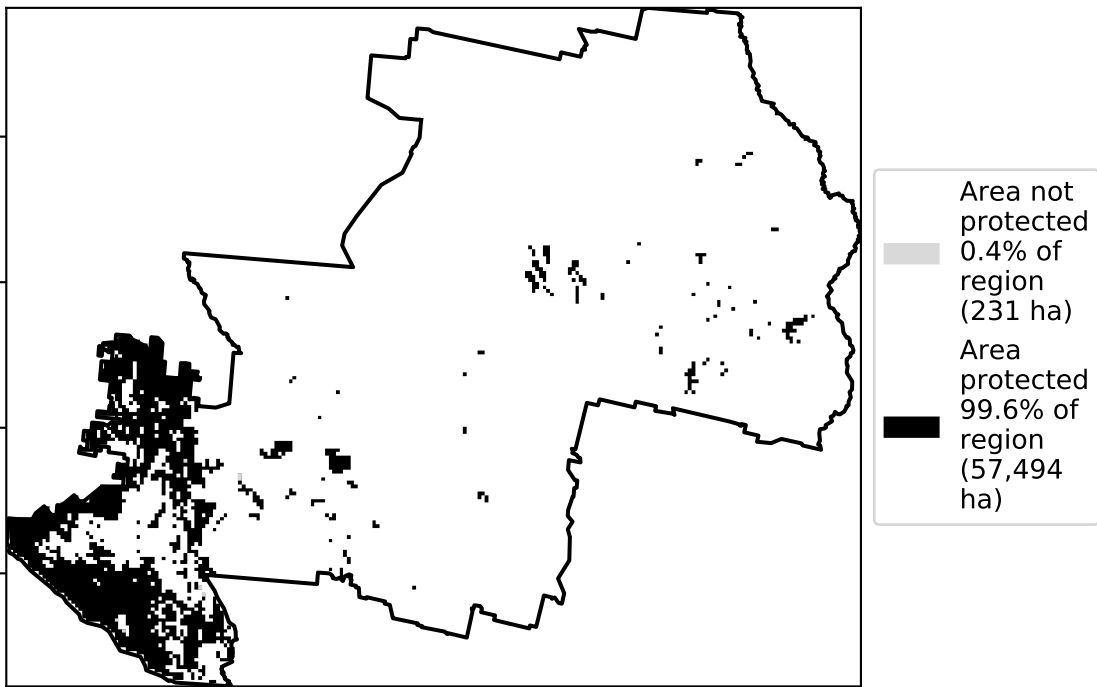 Area not
protected
0.4% of
region
(231 ha)
Area
protected
99.6% of
region
(57,494
ha)